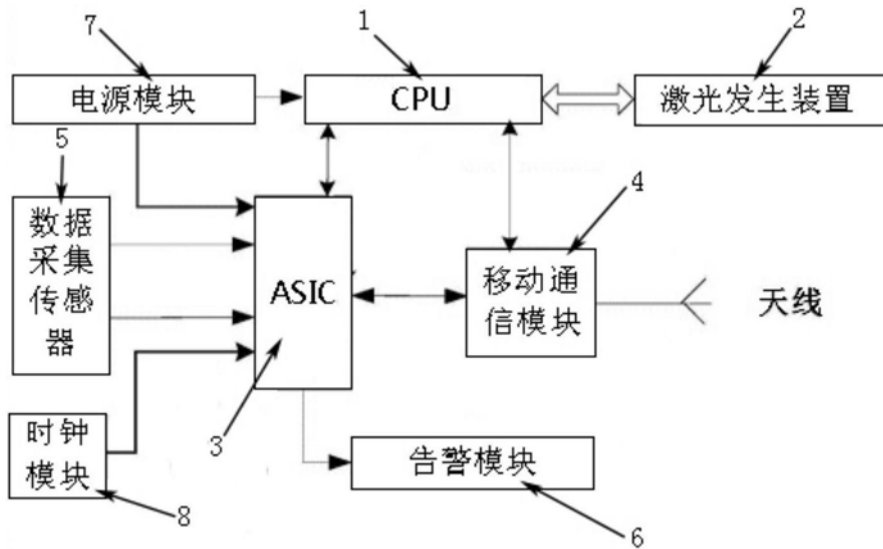 7
1
2
电源模块
CPU
激光发生装置
5
4
数据
采集
传感
器
ASIC
移动通
信模块
天线
3
时钟
模块
告警模块
8
6